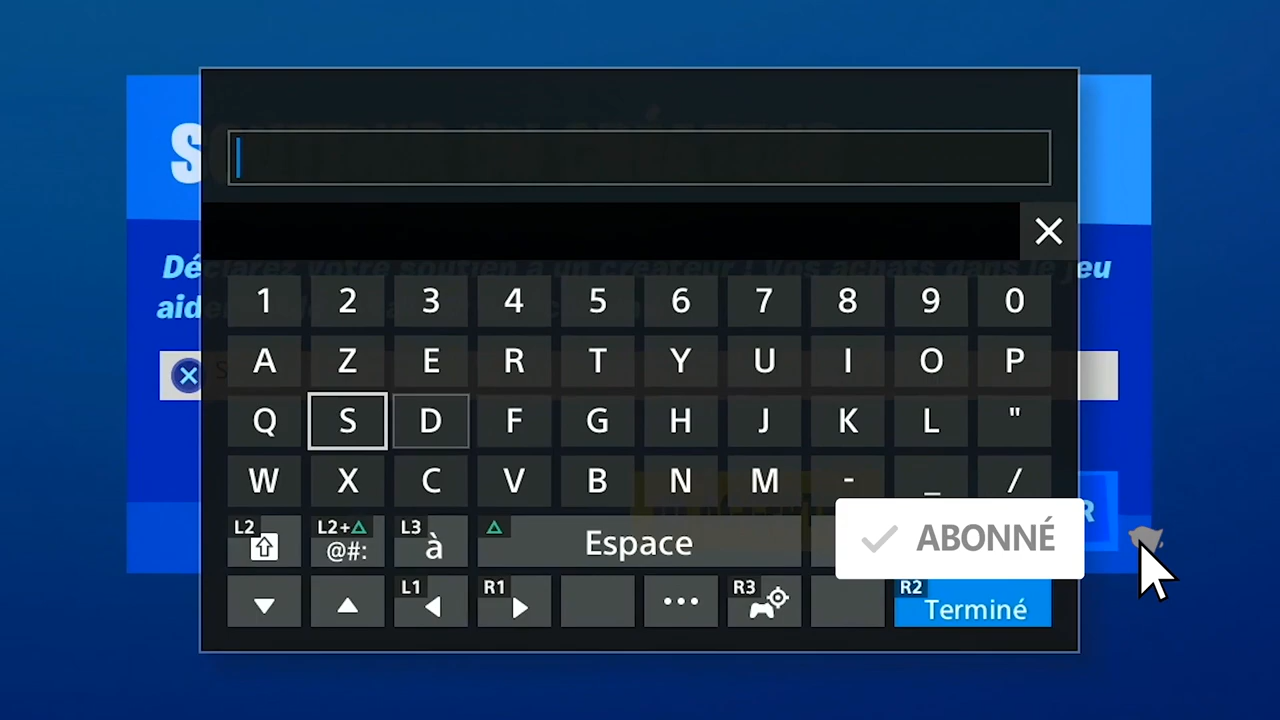 S
Déclarez votre soutien à un créateur ! Vos achats dans le jeu
aide
1 2 3 4 5 6 7 8 9 0
A Z E R T Y U I O P
S
Q S D F G H J K L "
W X C V B N M - _ /
R
L2 L2+△ @#: L3 à △ Espace
ABONNÉ
L1 R1 ... R3 R2 Terminé